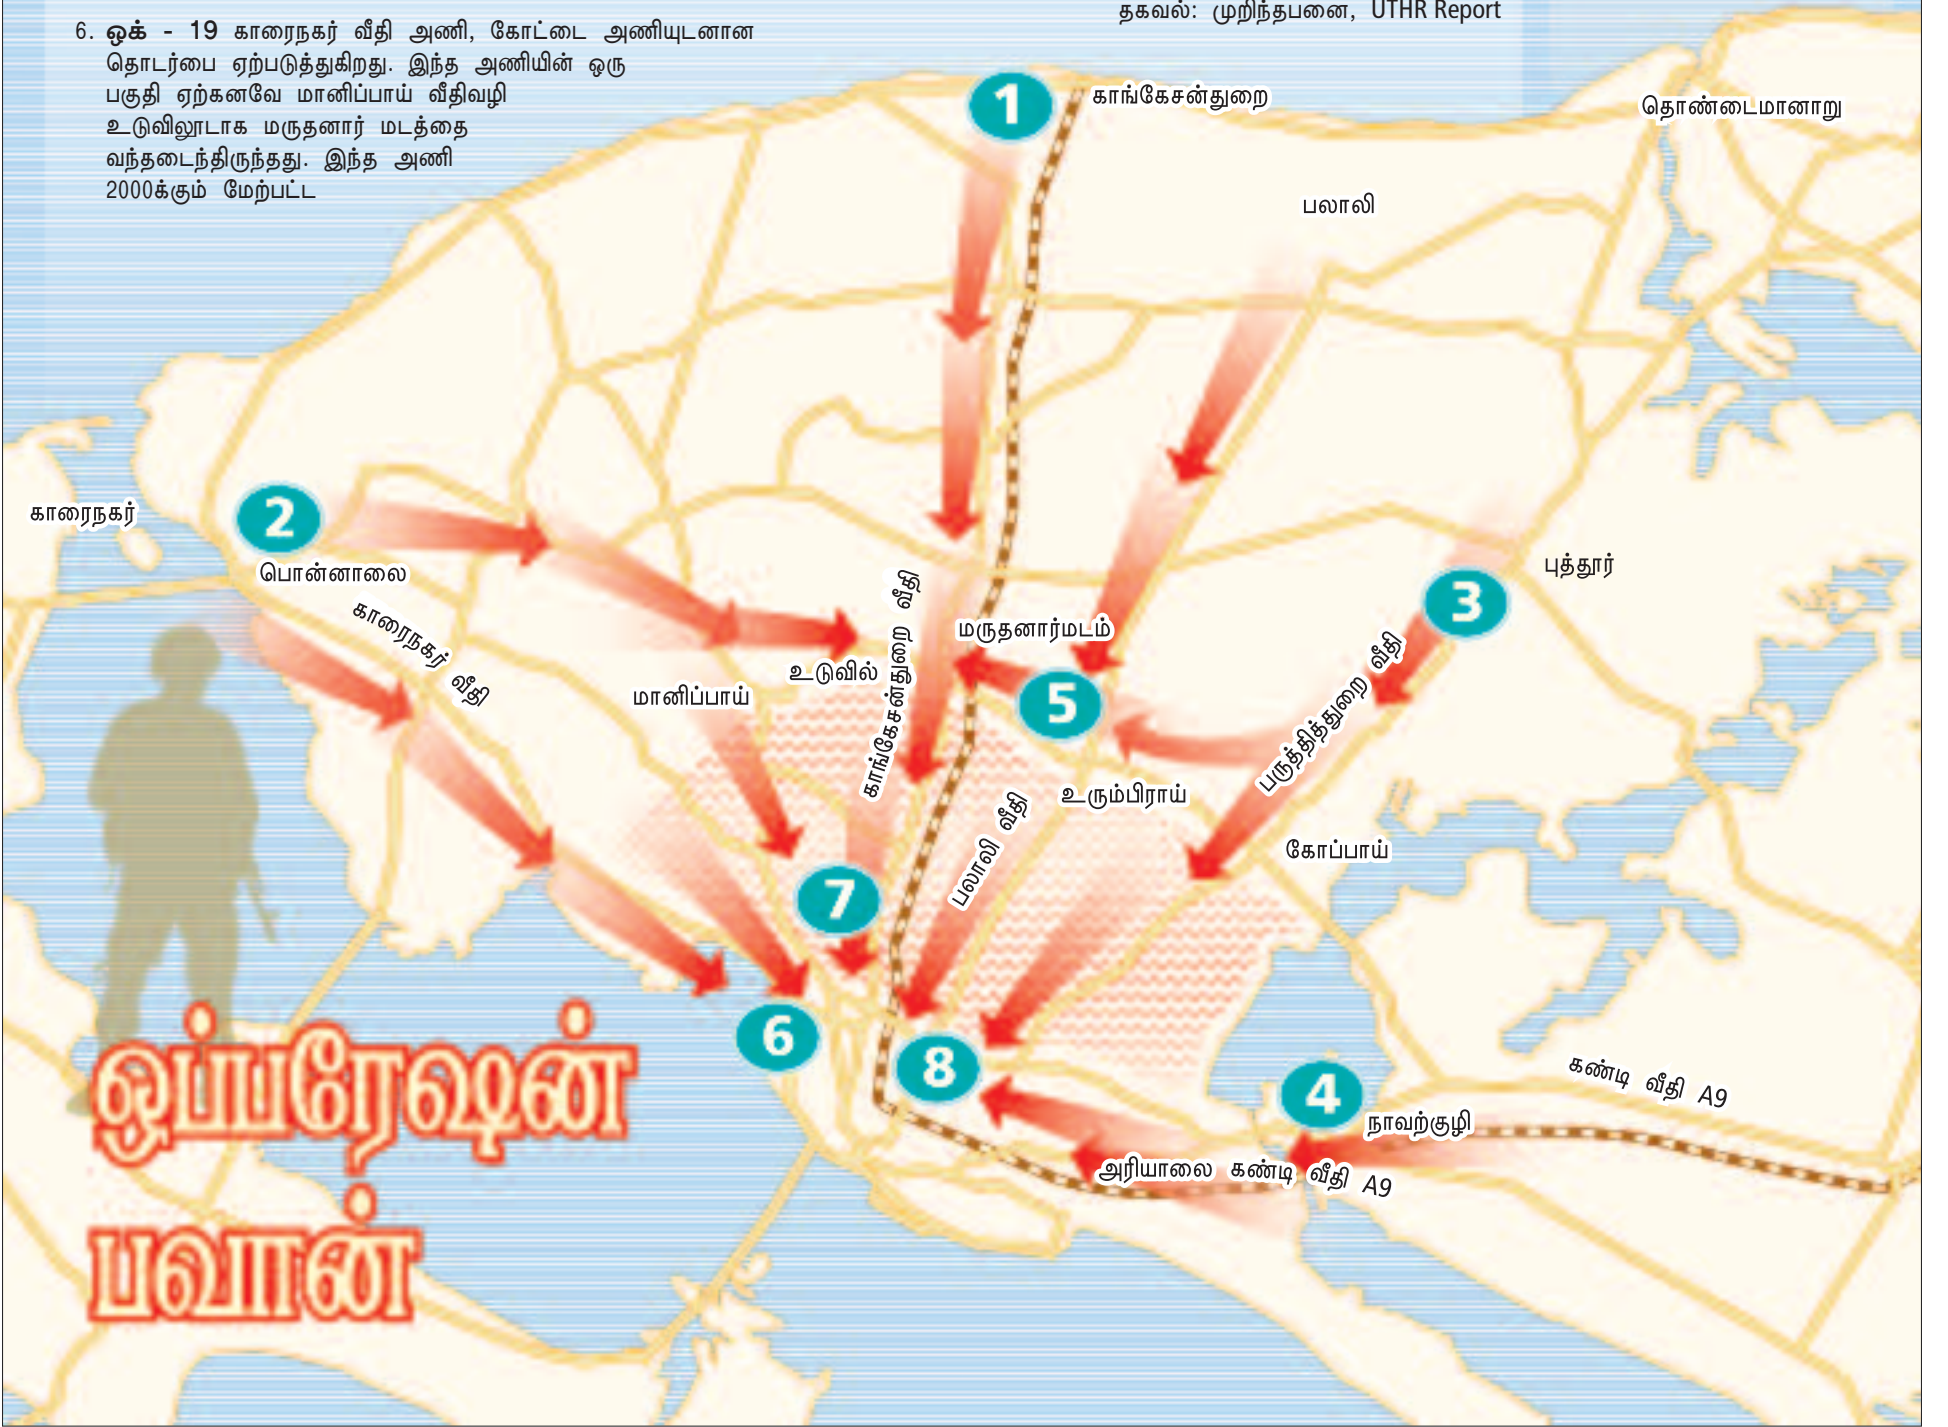 தகவல்: முறிந்தபனை, UTHR Report
6. ஒக் - 19 காரைநகர் வீதி அணி, கோட்டை அணியுடனான
தொடர்பை ஏற்படுத்துகிறது. இந்த அணியின் ஒரு
பகுதி ஏற்கனவே மானிப்பாய் வீதிவழி
உடுவிலூடாக மருதனார் மடத்தை
வந்தடைந்திருந்தது. இந்த அணி
2000க்கும் மேற்பட்ட
1
காங்கேசன்துறை
தொண்டைமானாறு
பலாலி
காரைநகர்
2
பொன்னாலை
காரைநகர் வீதி
புத்தூர்
3
மருதனார்மடம்
காங்கேசன்துறை வீதி
உடுவில்
மானிப்பாய்
5
பருத்தித்துறை வீதி
உரும்பிராய்
பலாலி வீதி
கோப்பாய்
7
6
8
4
கண்டி வீதி A9
நாவற்குழி
அரியாலை கண்டி வீதி A9
ஒப்பரேஷன்
பவான்